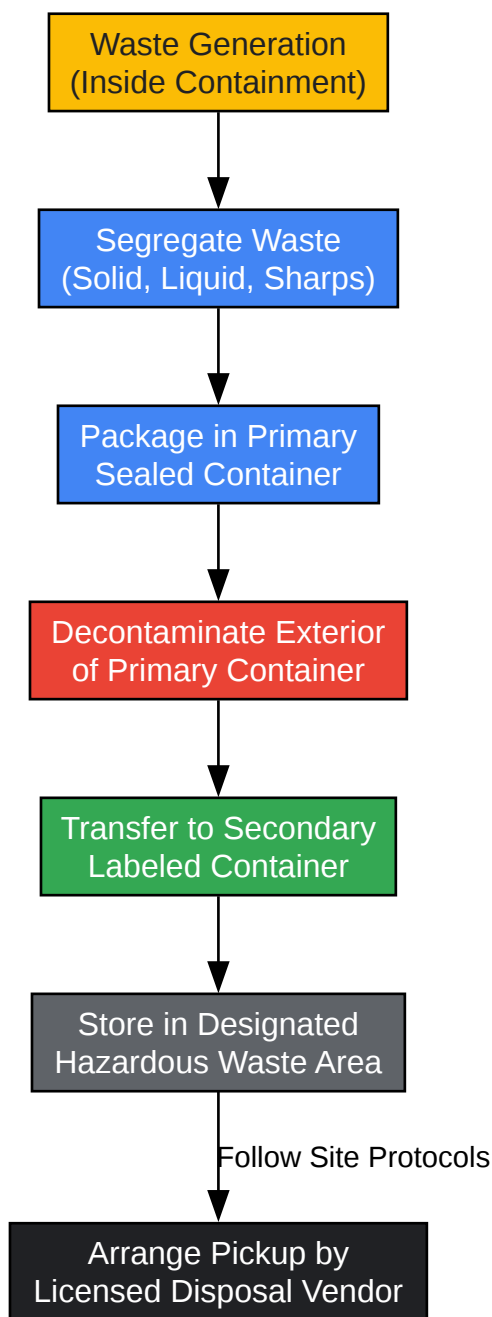 Waste Generation
(Inside Containment)
Segregate Waste
(Solid, Liquid, Sharps)
Package in Primary
Sealed Container
Decontaminate Exterior
of Primary Container
Transfer to Secondary
Labeled Container
Store in Designated
Hazardous Waste Area
Follow Site Protocols
Arrange Pickup by
Licensed Disposal Vendor